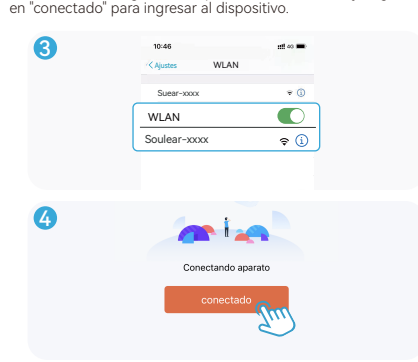 en "conectado" para ingresar al dispositivo.
3
10:46
4G
Ajustes WLAN
Suear-xxxx
WLAN
Soulear-xxxx
4
Conectando aparato
conectado